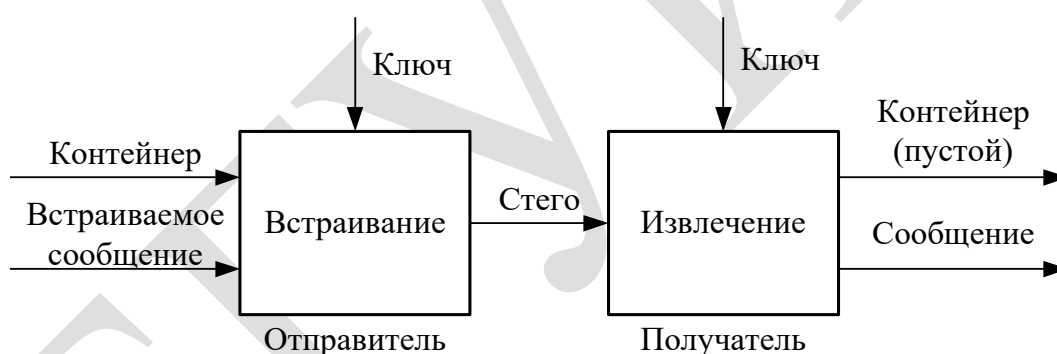 Ключ
Ключ
Контейнер
Встраиваемое
сообщение
Встраивание
Стего
Извлечение
Контейнер
(пустой)
Сообщение
Отправитель
Получатель